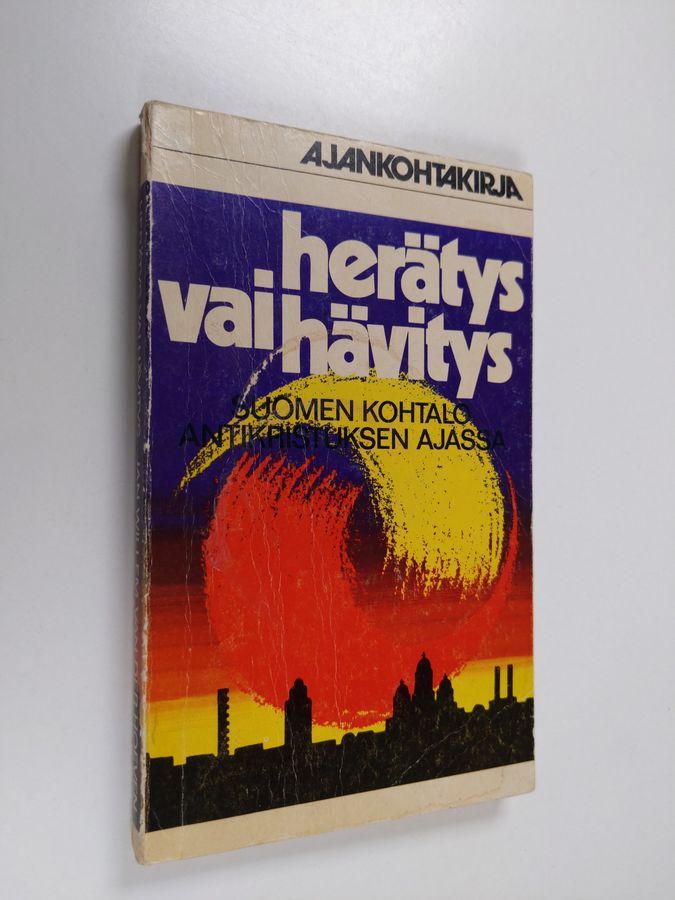 AJANKOHTAKIRJA
herätys
vai hävitys
SUOMEN KOHTALO
ANTIKRISTUKSEN AJASSA